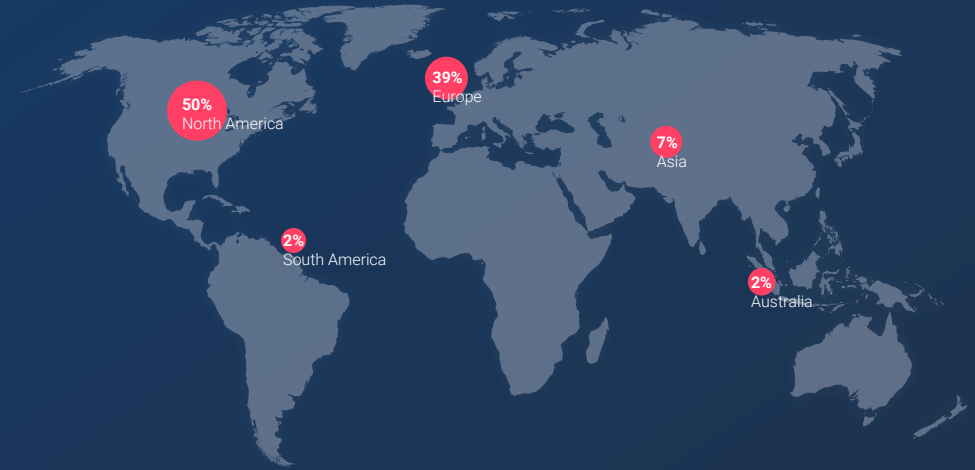 39%
Europe
50%
North America
7%
Asia
2%
South America
2%
Australia